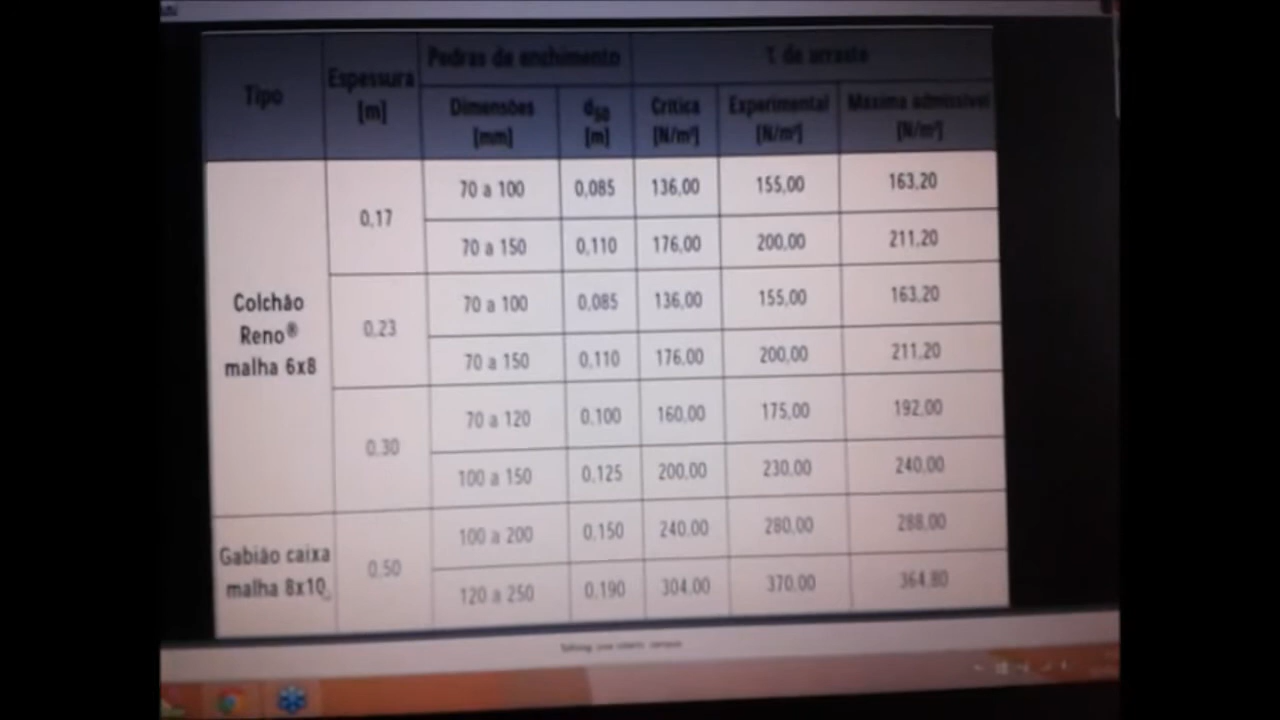 Tipo
Espessura
[m]
Pedras de enchimento
Dimensões
[mm]
d50
[m]
τ de arraste
Crítica
[N/m²]
Experimental
[N/m²]
Máxima admissível
[N/m²]
Colchão
Reno®
malha 6x8
0,17
70 a 100 0,085 136,00 155,00 163,20
70 a 150 0,110 176,00 200,00 211,20
0,23
70 a 100 0,085 136,00 155,00 163,20
70 a 150 0,110 176,00 200,00 211,20
0,30
70 a 120 0,100 160,00 175,00 192,00
100 a 150 0,125 200,00 230,00 240,00
Gabião caixa
malha 8x10
0,50
100 a 200 0,150 240,00 280,00 288,00
120 a 250 0,190 304,00 370,00 364,80